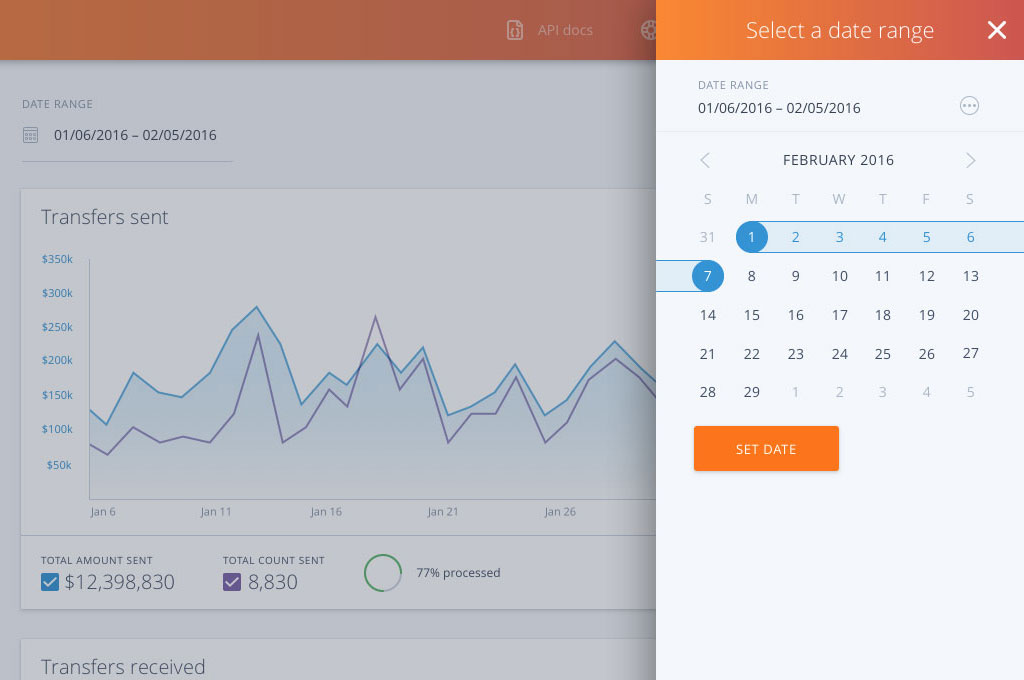 API docs
DATE RANGE
01/06/2016 – 02/05/2016
Transfers sent
$350k
$300k
$250k
$200k
$150k
$100k
$50k
Jan 6 Jan 11 Jan 16 Jan 21 Jan 26
TOTAL AMOUNT SENT
$12,398,830
TOTAL COUNT SENT
8,830
77% processed
Transfers received
Select a date range
DATE RANGE
01/06/2016 – 02/05/2016
FEBRUARY 2016
S M T W T F S
31 1 2 3 4 5 6
7 8 9 10 11 12 13
14 15 16 17 18 19 20
21 22 23 24 25 26 27
28 29 1 2 3 4 5
SET DATE